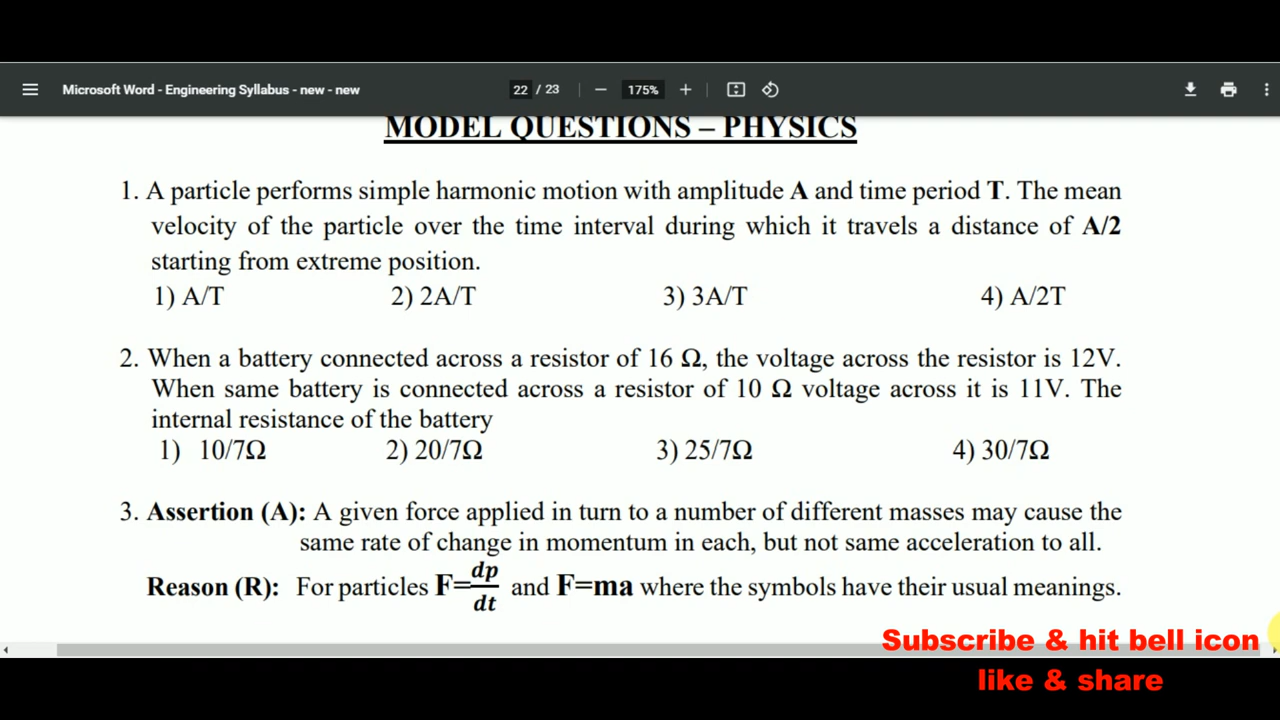 Microsoft Word - Engineering Syllabus - new - new
22 / 23
175%
MODEL QUESTIONS – PHYSICS
1. A particle performs simple harmonic motion with amplitude A and time period T. The mean
velocity of the particle over the time interval during which it travels a distance of A/2
starting from extreme position.
1) A/T 2) 2A/T 3) 3A/T 4) A/2T
2. When a battery connected across a resistor of 16 Ω, the voltage across the resistor is 12V.
When same battery is connected across a resistor of 10 Ω voltage across it is 11V. The
internal resistance of the battery
1) 10/7Ω 2) 20/7Ω 3) 25/7Ω 4) 30/7Ω
3. Assertion (A): A given force applied in turn to a number of different masses may cause the
same rate of change in momentum in each, but not same acceleration to all.
Reason (R): For particles F=dp/dt and F=ma where the symbols have their usual meanings.
Subscribe & hit bell icon
like & share